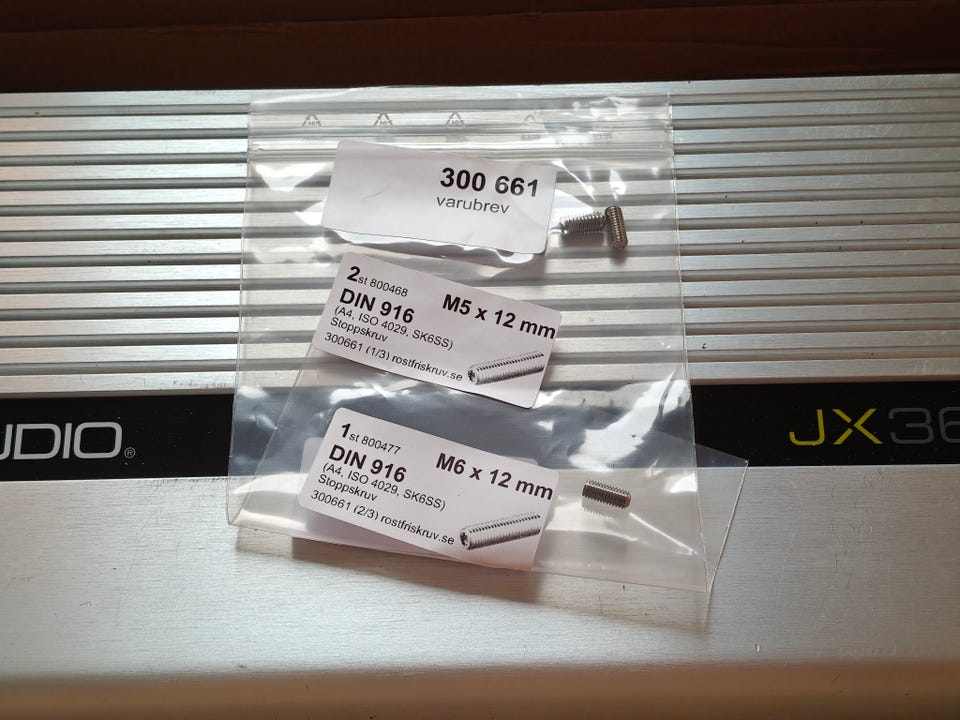 300 661
varubrev
2st 800468
DIN 916 M5 x 12 mm
(A4, ISO 4029, SK6SS)
Stoppskruv
300661 (1/3) rostfriskruv.se
UDIO®
JX36
1st 800477
DIN 916 M6 x 12 mm
(A4, ISO 4029, SK6SS)
Stoppskruv
300661 (2/3) rostfriskruv.se